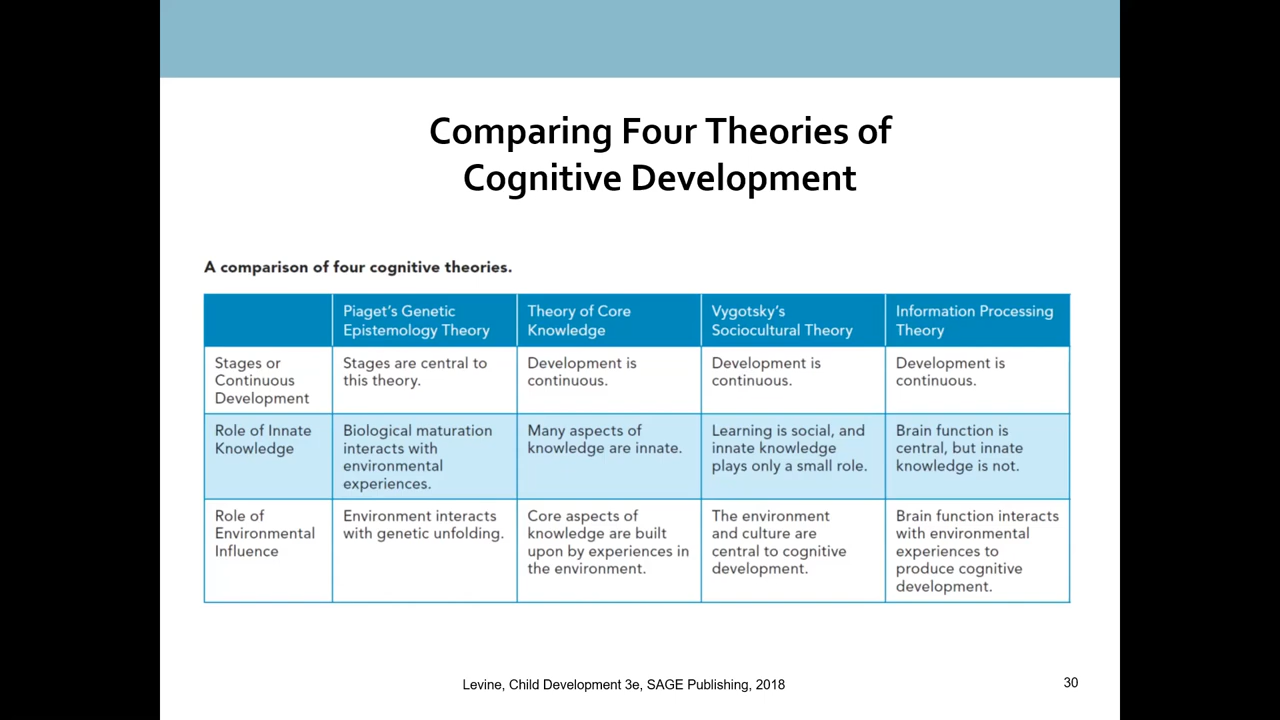 Comparing Four Theories of
Cognitive Development
A comparison of four cognitive theories.
Piaget's Genetic
Epistemology Theory
Theory of Core
Knowledge
Vygotsky's
Sociocultural Theory
Information Processing
Theory
Stages or
Continuous
Development
Stages are central to
this theory.
Development is
continuous.
Development is
continuous.
Development is
continuous.
Role of Innate
Knowledge
Biological maturation
interacts with
environmental
experiences.
Many aspects of
knowledge are innate.
Learning is social, and
innate knowledge
plays only a small role.
Brain function is
central, but innate
knowledge is not.
Role of
Environmental
Influence
Environment interacts
with genetic unfolding.
Core aspects of
knowledge are built
upon by experiences in
the environment.
The environment
and culture are
central to cognitive
development.
Brain function interacts
with environmental
experiences to
produce cognitive
development.
Levine, Child Development 3e, SAGE Publishing, 2018
30